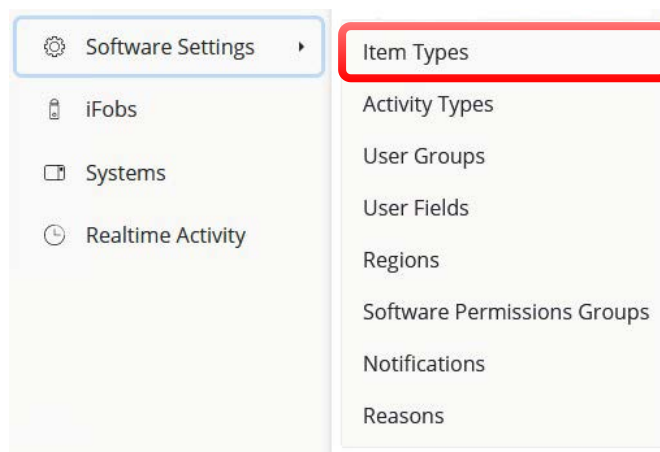 Software Settings
iFobs
Systems
Realtime Activity
Item Types
Activity Types
User Groups
User Fields
Regions
Software Permissions Groups
Notifications
Reasons